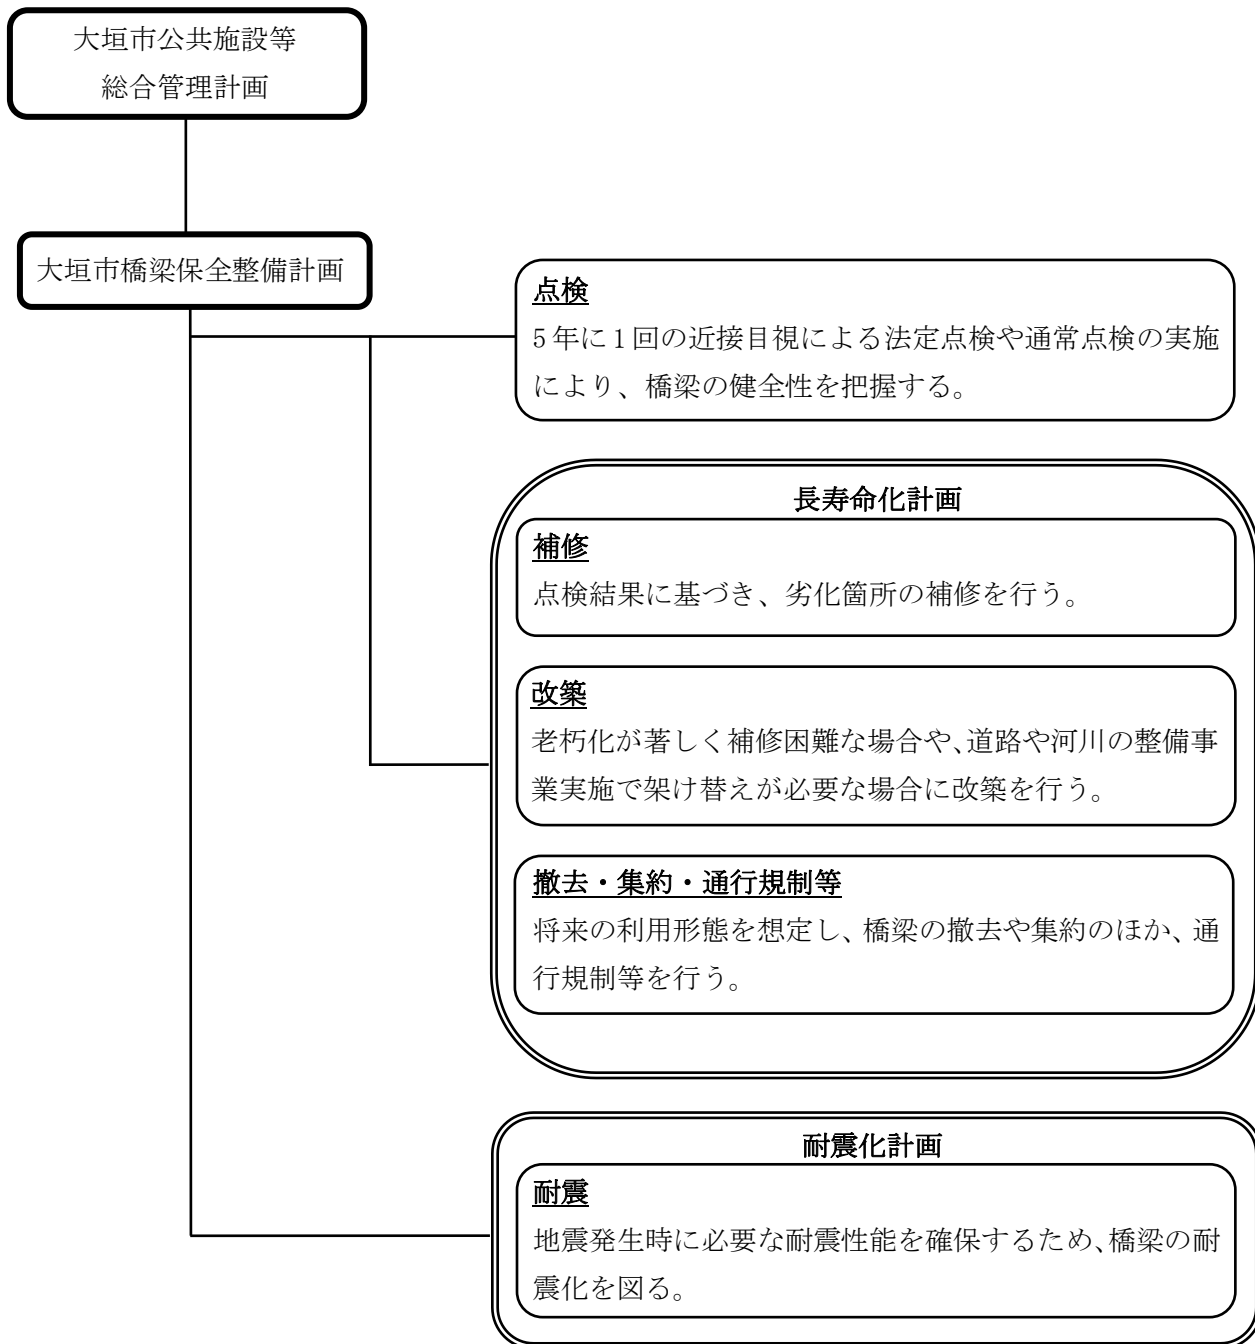 大垣市公共施設等
総合管理計画
大垣市橋梁保全整備計画
点検
5年に1回の近接目視による法定点検や通常点検の実施
により、橋梁の健全性を把握する。
長寿命化計画
補修
点検結果に基づき、劣化箇所の補修を行う。
改築
老朽化が著しく補修困難な場合や、道路や河川の整備事
業実施で架け替えが必要な場合に改築を行う。
撤去・集約・通行規制等
将来の利用形態を想定し、橋梁の撤去や集約のほか、通
行規制等を行う。
耐震化計画
耐震
地震発生時に必要な耐震性能を確保するため、橋梁の耐
震化を図る。